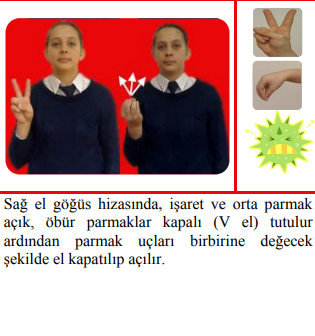 Sağ el göğüs hizasında, işaret ve orta parmak
açık, öbür parmaklar kapalı (V el) tutulur
ardından parmak uçları birbirine değecek
şekilde el kapatılıp açılır.